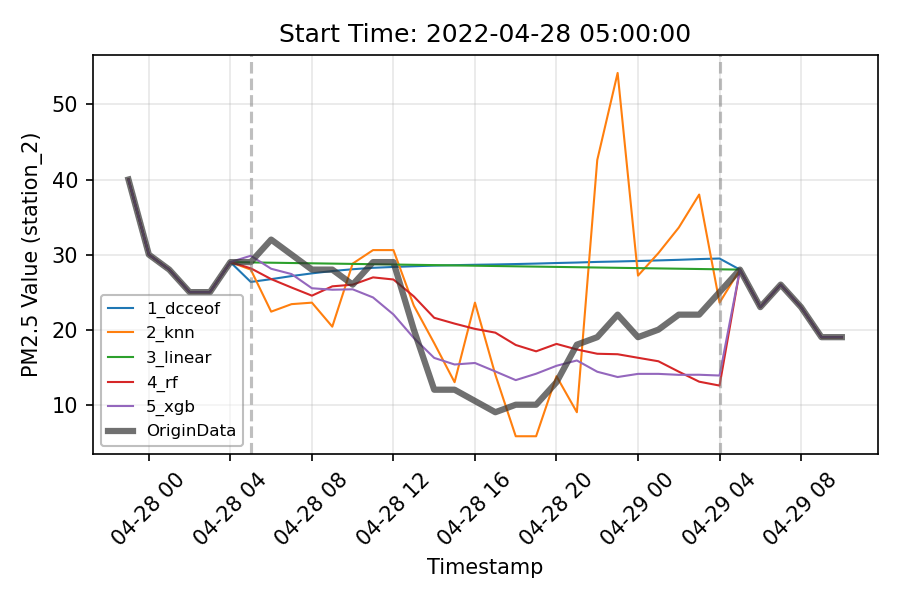 Start Time: 2022-04-28 05:00:00
PM2.5 Value (station_2)
50
40
30
20
10
1_dcceof
2_knn
3_linear
4_rf
5_xgb
OriginData
04-28 00
04-28 04
04-28 08
04-28 12
04-28 16
04-28 20
04-29 00
04-29 04
04-29 08
Timestamp